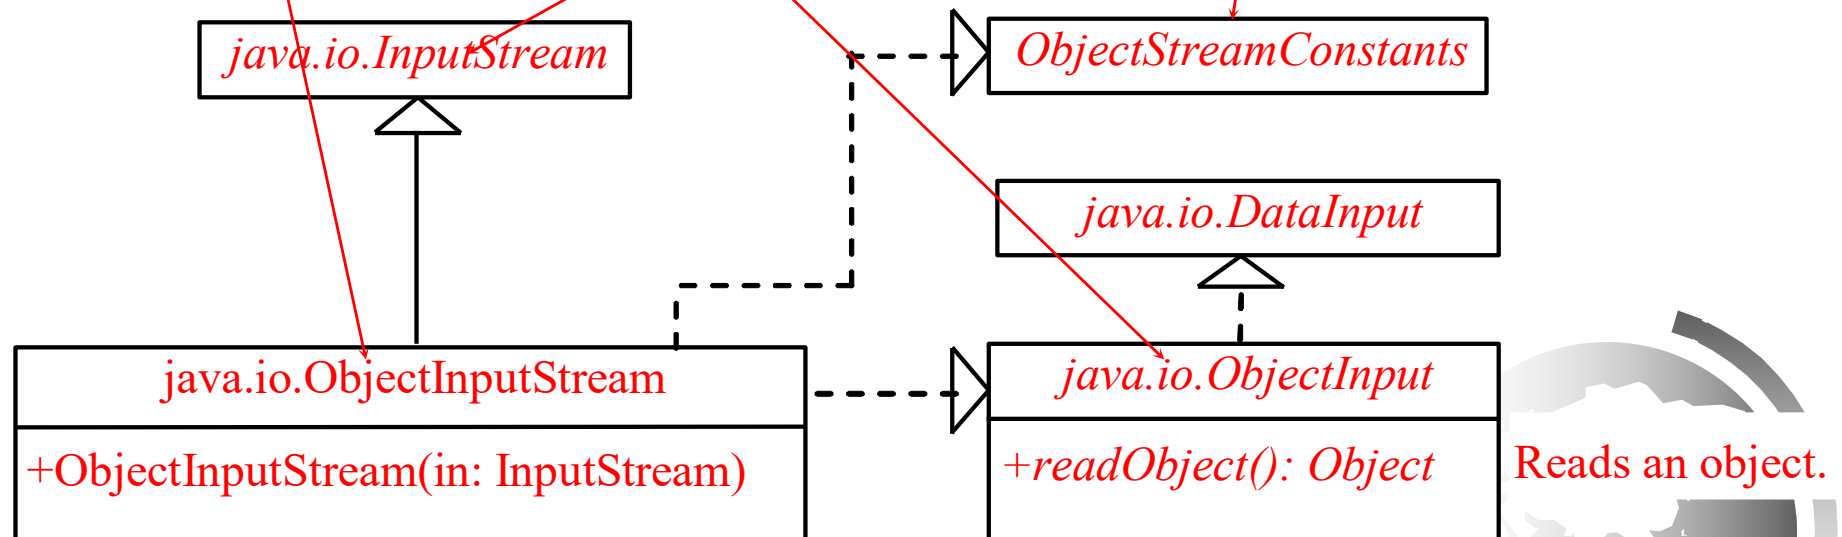 java.io.InputStream
ObjectStreamConstants
java.io.DataInput
java.io.ObjectInputStream
java.io.ObjectInput
+ObjectInputStream(in: InputStream)
+readObject(): Object
Reads an object.